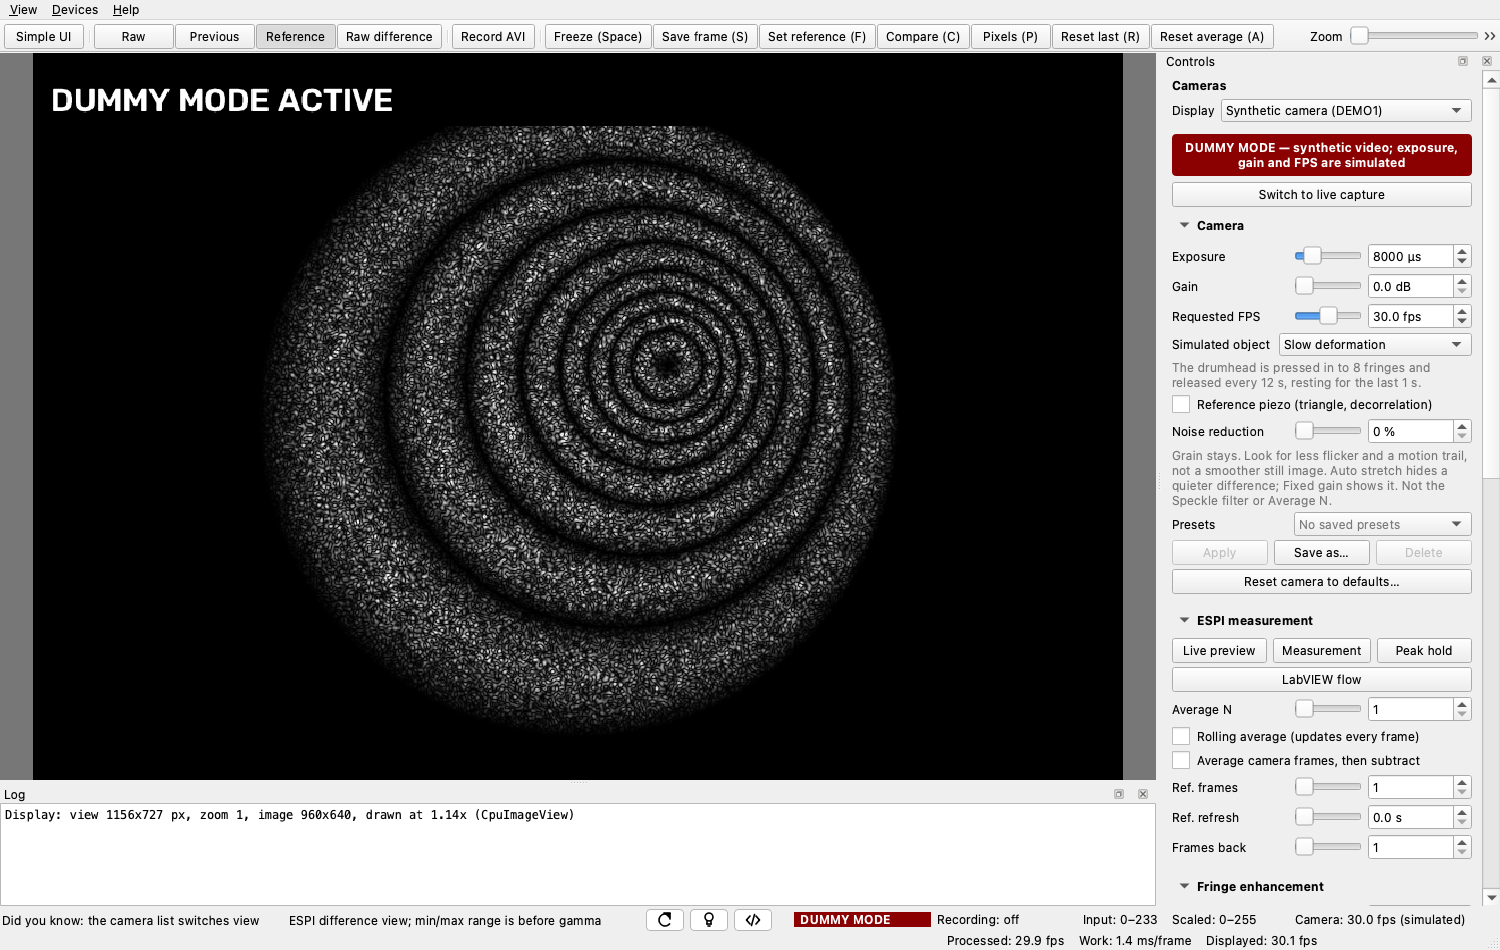 View Devices Help
Simple UI Raw Previous Reference Raw difference Record AVI Freeze (Space) Save frame (S) Set reference (F) Compare (C) Pixels (P) Reset last (R) Reset average (A) Zoom
DUMMY MODE ACTIVE
Controls
Cameras
Display Synthetic camera (DEMO1)
DUMMY MODE — synthetic video; exposure,
gain and FPS are simulated
Switch to live capture
Camera
Exposure 8000 µs
Gain 0.0 dB
Requested FPS 30.0 fps
Simulated object Slow deformation
The drumhead is pressed in to 8 fringes and
released every 12 s, resting for the last 1 s.
Reference piezo (triangle, decorrelation)
Noise reduction 0 %
Grain stays. Look for less flicker and a motion trail,
not a smoother still image. Auto stretch hides a
quieter difference; Fixed gain shows it. Not the
Speckle filter or Average N.
Presets No saved presets
Apply Save as... Delete
Reset camera to defaults...
ESPI measurement
Live preview Measurement Peak hold
LabVIEW flow
Average N 1
Rolling average (updates every frame)
Average camera frames, then subtract
Ref. frames 1
Ref. refresh 0.0 s
Frames back 1
Fringe enhancement
Log
Display: view 1156x727 px, zoom 1, image 960x640, drawn at 1.14x (CpuImageView)
Did you know: the camera list switches view ESPI difference view; min/max range is before gamma DUMMY MODE Recording: off Input: 0–233 Scaled: 0–255 Camera: 30.0 fps (simulated)
Processed: 29.9 fps Work: 1.4 ms/frame Displayed: 30.1 fps